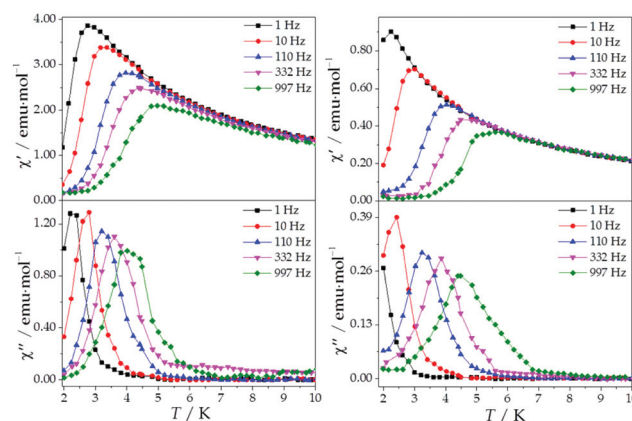 4.00
3.00
2.00
1.00
χ′ / emu·mol⁻¹
1 Hz
10 Hz
110 Hz
332 Hz
997 Hz
1.20
0.80
0.40
0.00
χ″ / emu·mol⁻¹
1 Hz
10 Hz
110 Hz
332 Hz
997 Hz
2 3 4 5 6 7 8 9 10
T / K
0.80
0.60
0.40
0.20
0.00
χ′ / emu·mol⁻¹
1 Hz
10 Hz
110 Hz
332 Hz
997 Hz
0.39
0.26
0.13
0.00
χ″ / emu·mol⁻¹
1 Hz
10 Hz
110 Hz
332 Hz
997 Hz
2 3 4 5 6 7 8 9 10
T / K